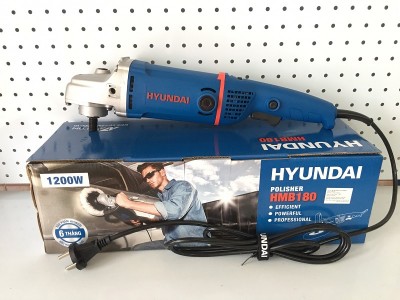 HYUNDAI
HYUNDAI
HMB180
1200W
HYUNDAI
POLISHER
HMB180
EFFICIENT
POWERFUL
PROFESSIONAL
6 THÁNG
HYUNDAI